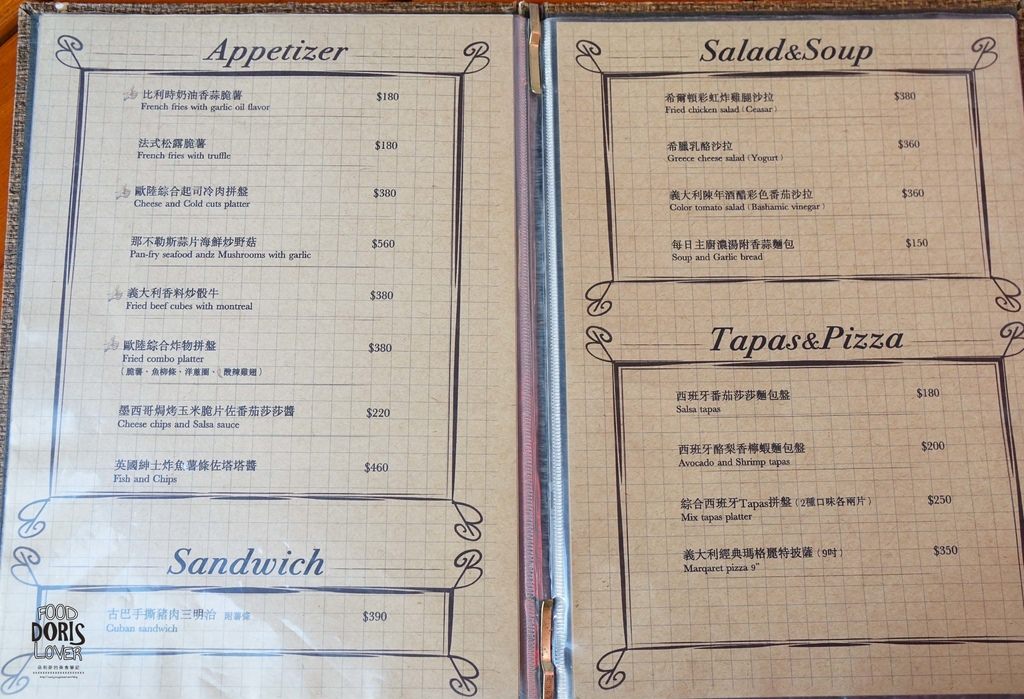 Appetizer
比利時奶油香蒜脆薯 $180
French fries with garlic oil flavor
法式松露脆薯 $180
French fries with truffle
歐陸綜合起司冷肉拼盤 $380
Cheese and Cold cuts platter
那不勒斯蒜片海鮮炒野菇 $560
Pan-fry seafood andz Mushrooms with garlic
義大利香料炒骰牛 $380
Fried beef cubes with montreal
歐陸綜合炸物拼盤 $380
Fried combo platter
(脆薯、魚柳條、洋蔥圈、酸辣雞翅)
墨西哥焗烤玉米脆片佐番茄莎莎醬 $220
Cheese chips and Salsa sauce
英國紳士炸魚薯條佐塔塔醬 $460
Fish and Chips
Sandwich
古巴手撕豬肉三明治 附薯條 $390
Cuban sandwich
FOOD
DORIS
LOVER
Salad&Soup
希爾頓彩虹炸雞腿沙拉 $380
Fried chicken salad (Ceasar)
希臘乳酪沙拉 $360
Greece cheese salad (Yogurt)
義大利陳年酒醋彩色番茄沙拉 $360
Color tomato salad (Bashamic vinegar)
每日主廚濃湯附香蒜麵包 $150
Soup and Garlic bread
Tapas&Pizza
西班牙番茄莎莎麵包盤 $180
Salsa tapas
西班牙酪梨香檸蝦麵包盤 $200
Avocado and Shrimp tapas
綜合西班牙Tapas拼盤(2種口味各兩片) $250
Mix tapas platter
義大利經典瑪格麗特披薩(9吋) $350
Marqaret pizza 9"